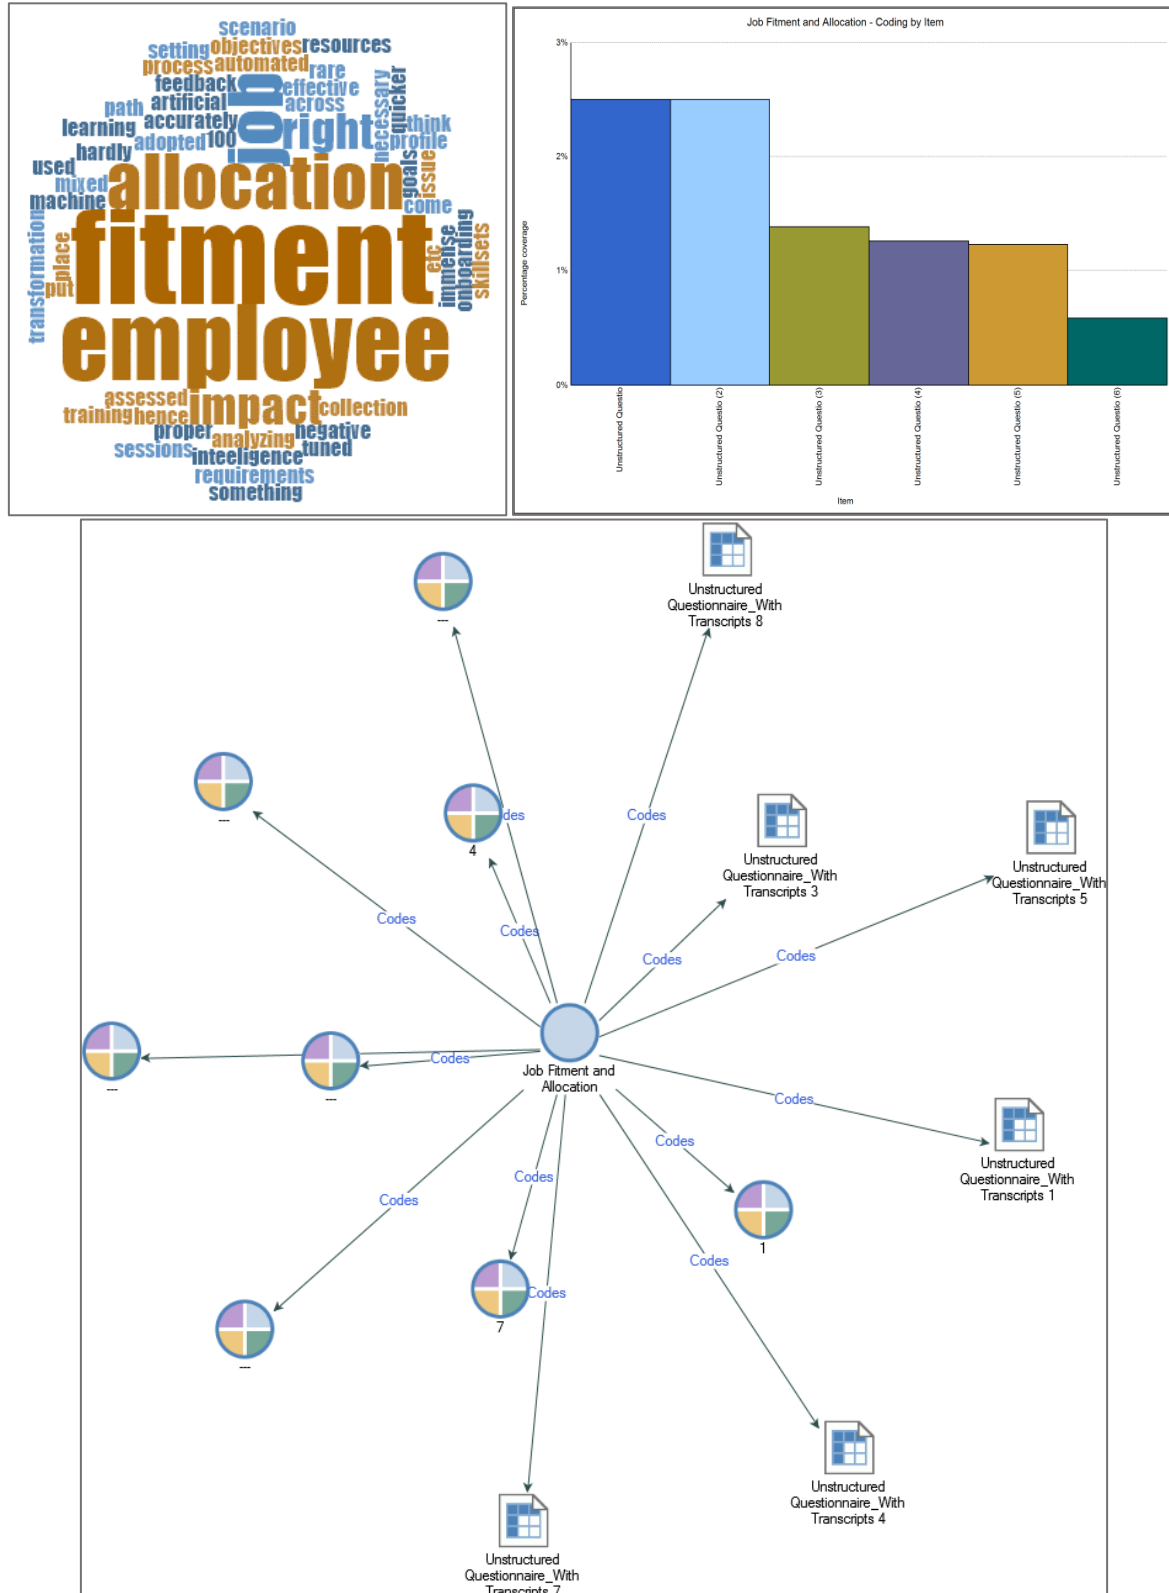 scenario
setting objectives resources
process automated rare
feedback effective
path artificial across
learning accurately
adopted 100
hardly
job
right
necessary
quicker
think
profile
used
mixed
machine
allocation
goals
issue
come
transformation
place
put
fitment
etc
immense
onboarding
skillsets
employee
assessed
training hence impact collection
proper analyzing negative
sessions inteeligence tuned
requirements
something
Job Fitment and Allocation - Coding by Item
3%
2%
1%
0%
Percentage coverage
Unstructured Questio
Unstructured Questio (2)
Unstructured Questio (3)
Unstructured Questio (4)
Unstructured Questio (5)
Unstructured Questio (6)
Item
---
Unstructured
Questionnaire_With
Transcripts 8
---
4
des
Codes
Unstructured
Questionnaire_With
Transcripts 3
Unstructured
Questionnaire_With
Transcripts 5
Codes
Codes
Codes
Codes
---
---
Codes
Job Fitment and
Allocation
Codes
Unstructured
Questionnaire_With
Transcripts 1
Codes
Codes
Codes
1
Codes
Codes
7
---
Unstructured
Questionnaire_With
Transcripts 4
Unstructured
Questionnaire_With
Transcripts 7